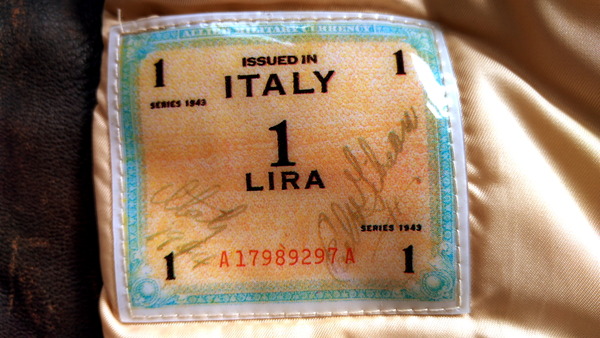 ALLIED MILITARY CURRENCY
1 1
ISSUED IN
ITALY
SERIES 1943
1
LIRA
SERIES 1943
A17989297A
1 1